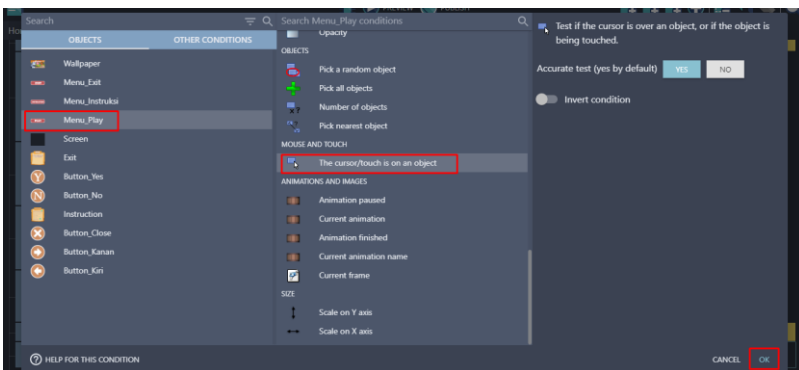 PREVIEW
PUBLISH
Search
OBJECTS
OTHER CONDITIONS
Wallpaper
Menu_Exit
Menu_Instruksi
Menu_Play
Screen
Exit
Button_Yes
Button_No
Instruction
Button_Close
Button_Kanan
Button_Kiri
HELP FOR THIS CONDITION
Search Menu_Play conditions
Opacity
OBJECTS
Pick a random object
Pick all objects
Number of objects
Pick nearest object
MOUSE AND TOUCH
The cursor/touch is on an object
ANIMATIONS AND IMAGES
Animation paused
Current animation
Animation finished
Current animation name
Current frame
SIZE
Scale on Y axis
Scale on X axis
Test if the cursor is over an object, or if the object is
being touched.
Accurate test (yes by default)
YES
NO
Invert condition
CANCEL
OK